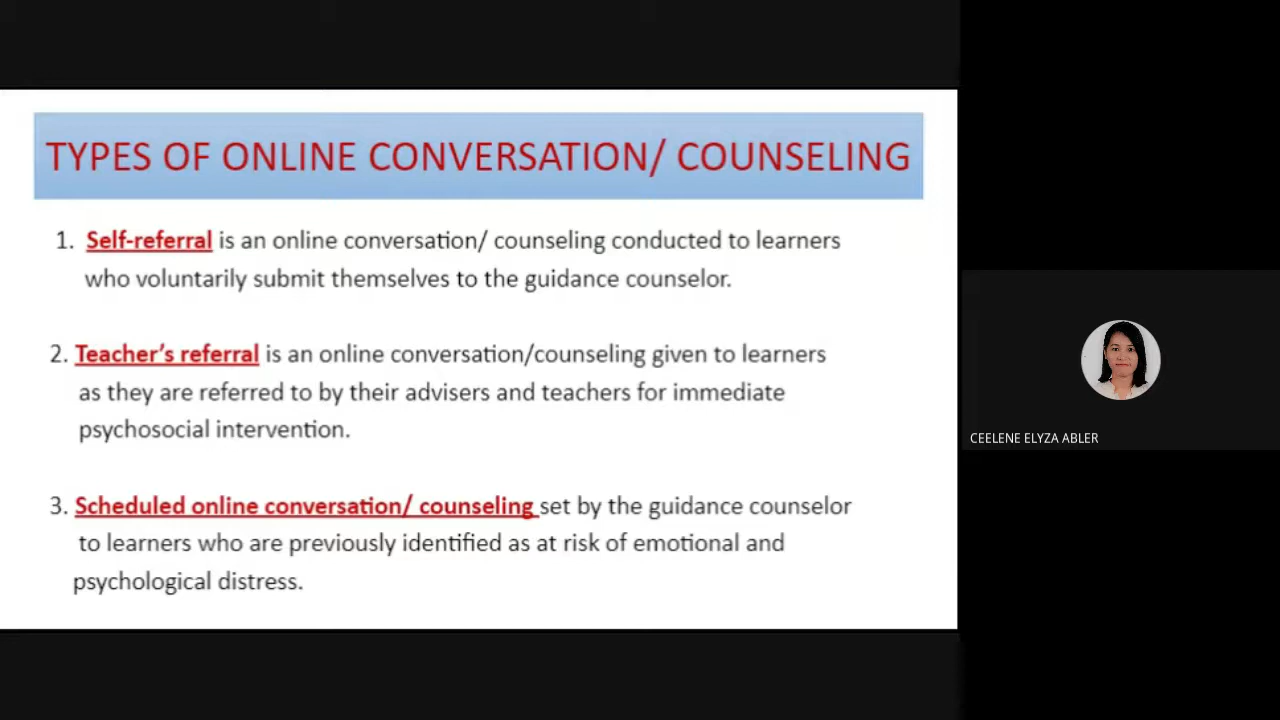 TYPES OF ONLINE CONVERSATION/ COUNSELING
1. Self-referral is an online conversation/ counseling conducted to learners
who voluntarily submit themselves to the guidance counselor.
2. Teacher's referral is an online conversation/counseling given to learners
as they are referred to by their advisers and teachers for immediate
psychosocial intervention.
3. Scheduled online conversation/ counseling set by the guidance counselor
to learners who are previously identified as at risk of emotional and
psychological distress.
CEELENE ELYZA ABLER